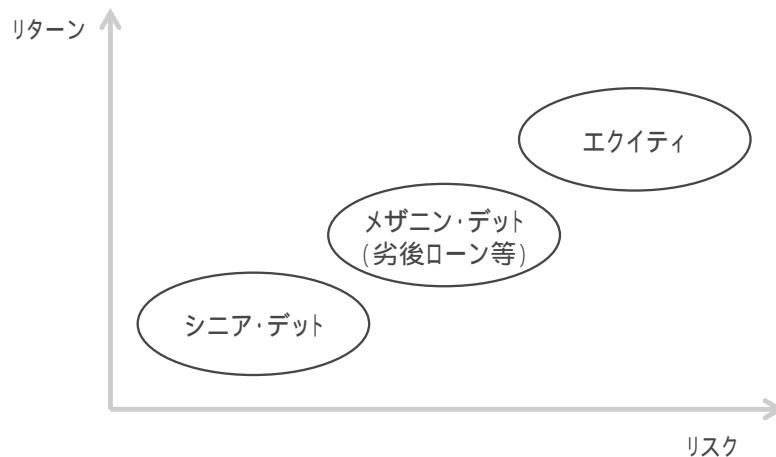 リターン
エクイティ
メザニン・デット
(劣後ローン等)
シニア・デット
リスク